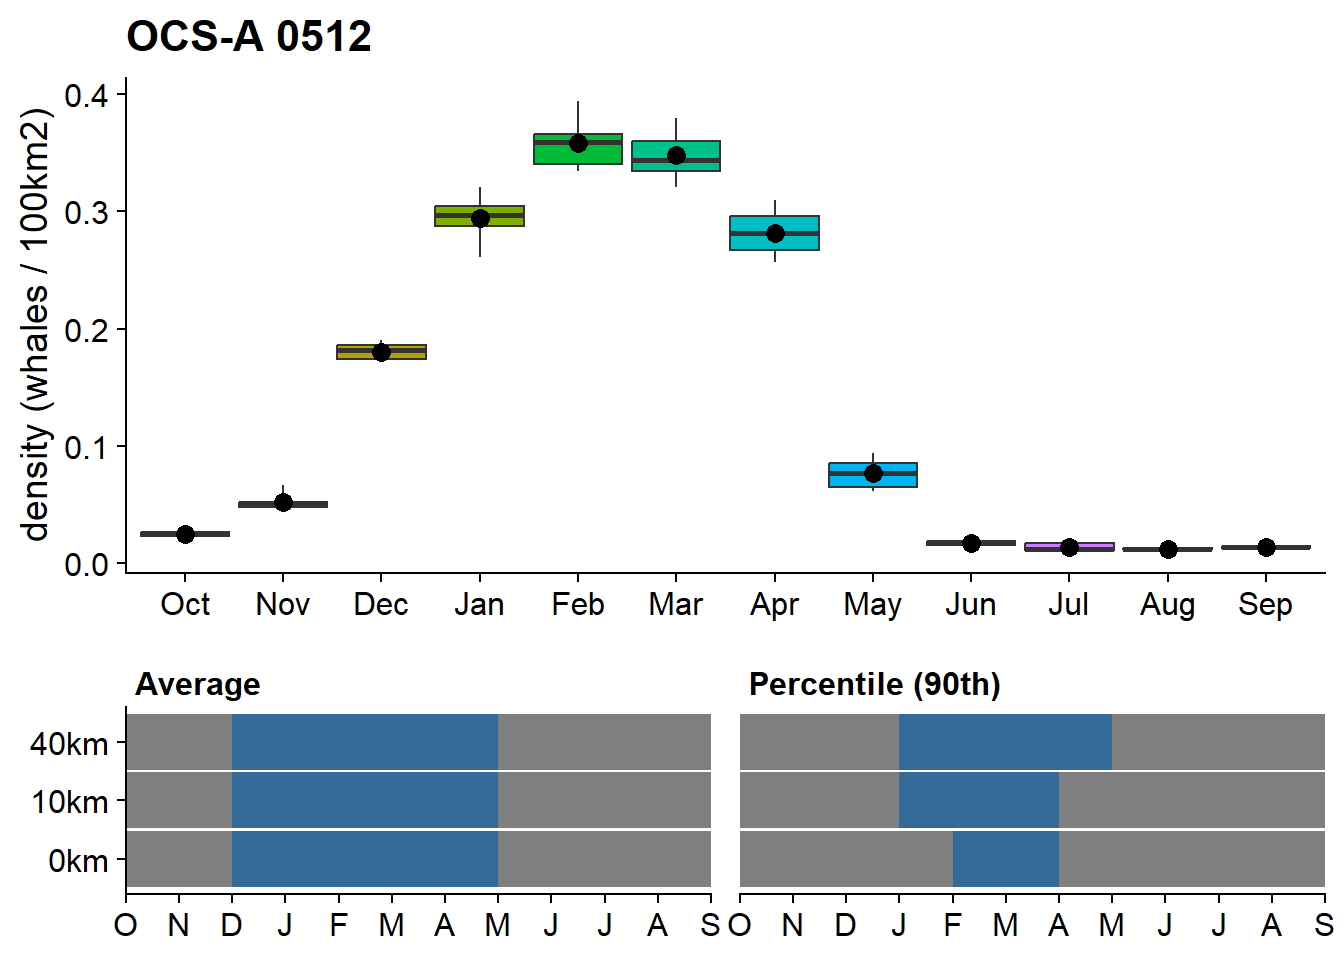 OCS-A 0512
density (whales / 100km2)
0.4
0.3
0.2
0.1
0.0
Oct Nov Dec Jan Feb Mar Apr May Jun Jul Aug Sep
Average
Percentile (90th)
40km
10km
0km
O N D J F M A M J J A S
O N D J F M A M J J A S